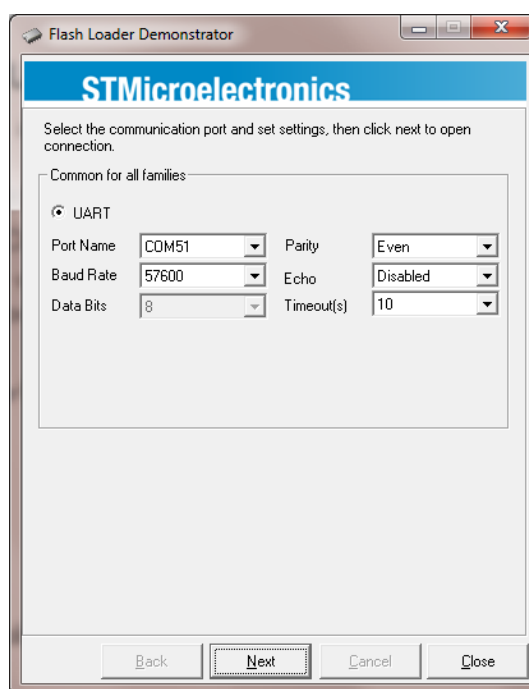 Flash Loader Demonstrator
STMicroelectronics
Select the communication port and set settings, then click next to open
connection.
Common for all families
UART
Port Name COM51 Parity Even
Baud Rate 57600 Echo Disabled
Data Bits 8 Timeout(s) 10
Back Next Cancel Close